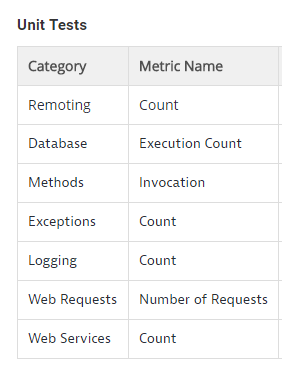 Unit Tests
Category Metric Name
Remoting Count
Database Execution Count
Methods Invocation
Exceptions Count
Logging Count
Web Requests Number of Requests
Web Services Count